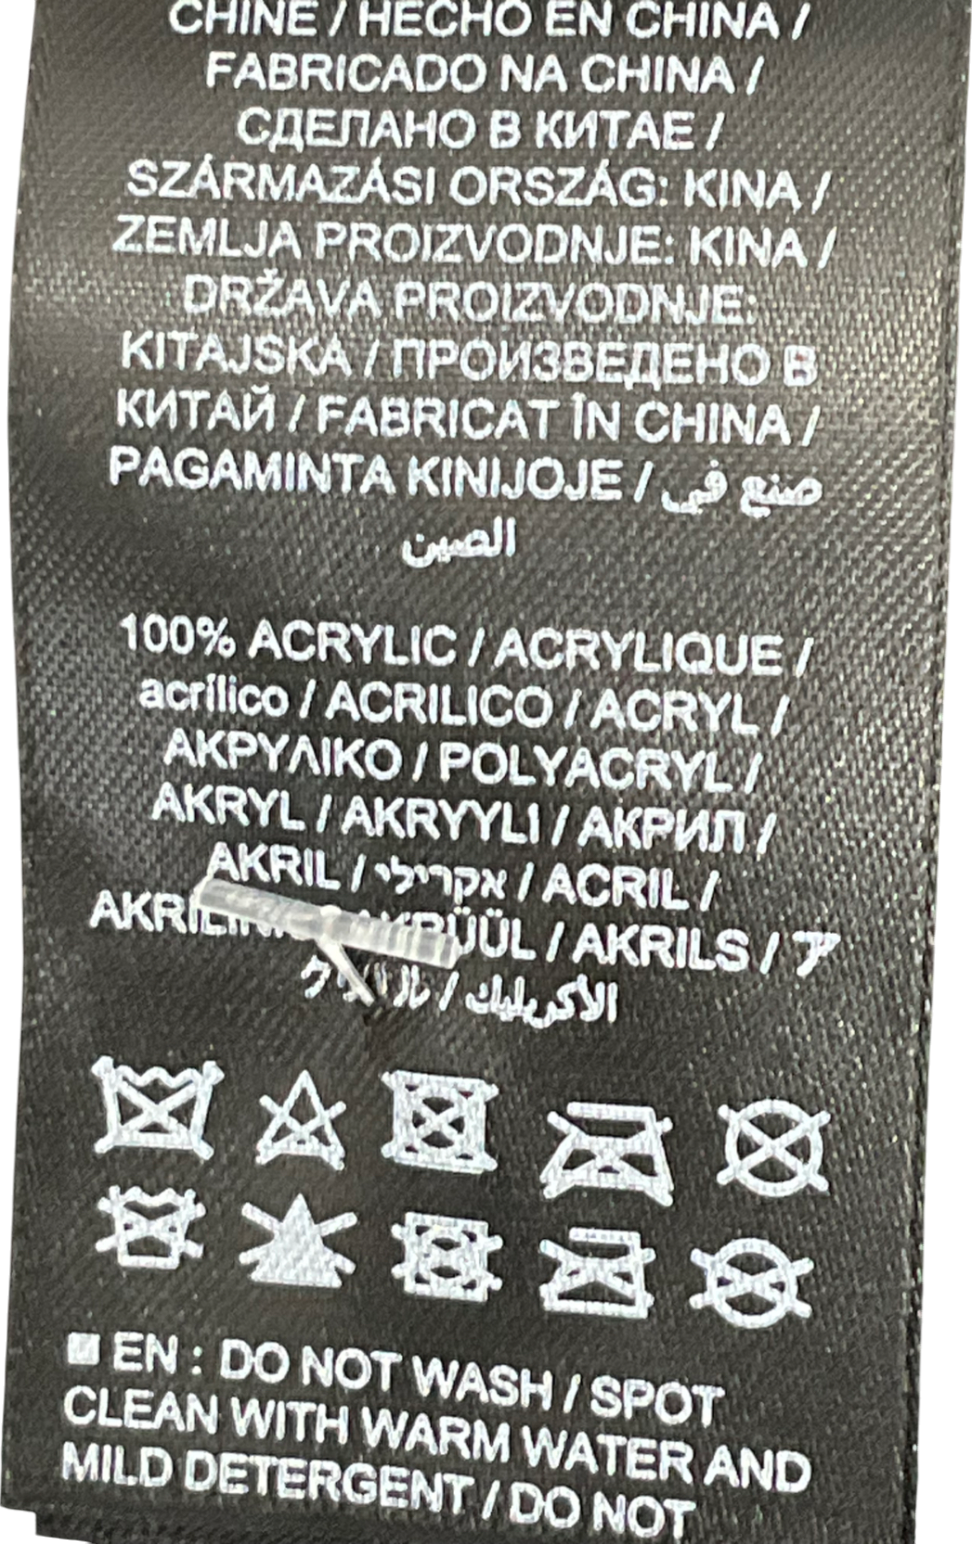 CHINE / HECHO EN CHINA /
FABRICADO NA CHINA /
СДЕЛАНО В КИТАЕ /
SZÁRMAZÁSI ORSZÁG: KINA /
ZEMLJA PROIZVODNJE: KINA /
DRŽAVA PROIZVODNJE:
KITAJSKA / ПРОИЗВЕДЕНО В
КИТАЙ / FABRICAT ÎN CHINA /
PAGAMINTA KINIJOJE / صنع في
الصين
100% ACRYLIC / ACRYLIQUE /
acrílico / ACRILICO / ACRYL /
ΑΚΡΥΛΙΚΟ / POLYACRYL /
AKRYL / AKRYYLI / АКРИЛ /
AKRIL / אקרילי / ACRIL /
/ AKRILS / ア
الأكريليك /
EN : DO NOT WASH / SPOT
CLEAN WITH WARM WATER AND
MILD DETERGENT / DO NOT